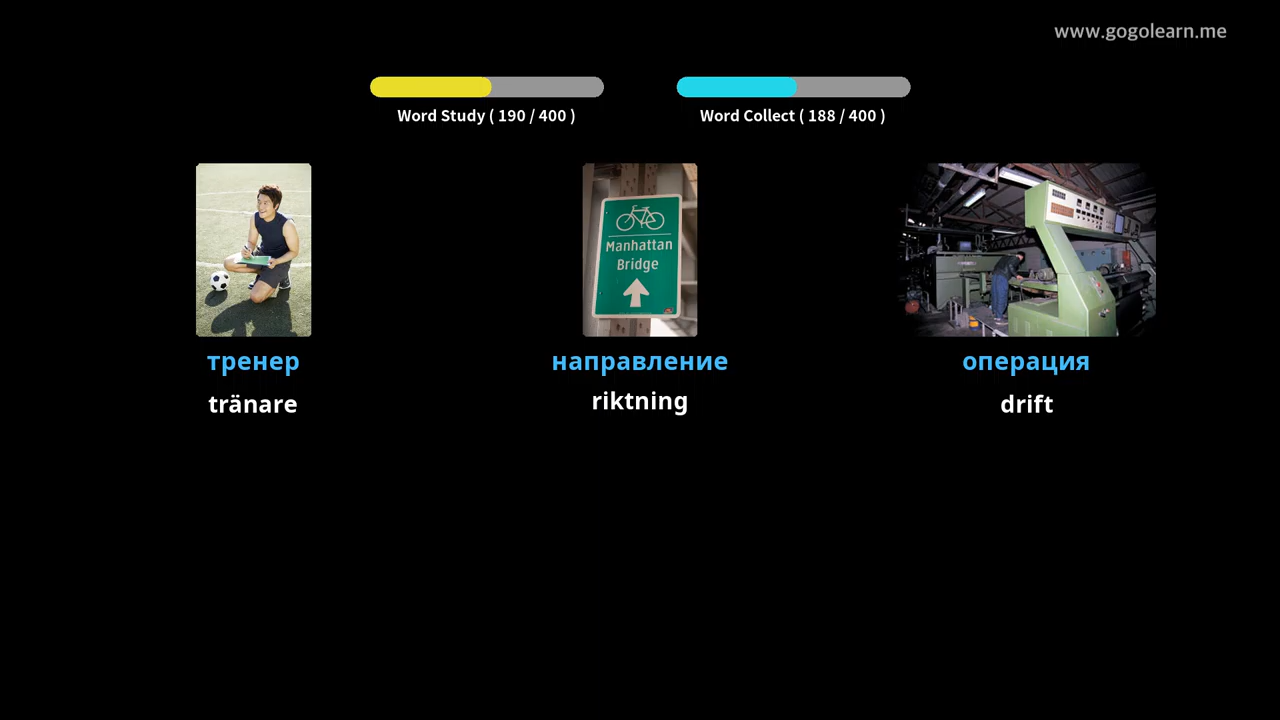 www.gogolearn.me
Word Study ( 190 / 400 )
Word Collect ( 188 / 400 )
Manhattan
Bridge
тренер
направление
операция
tränare
riktning
drift